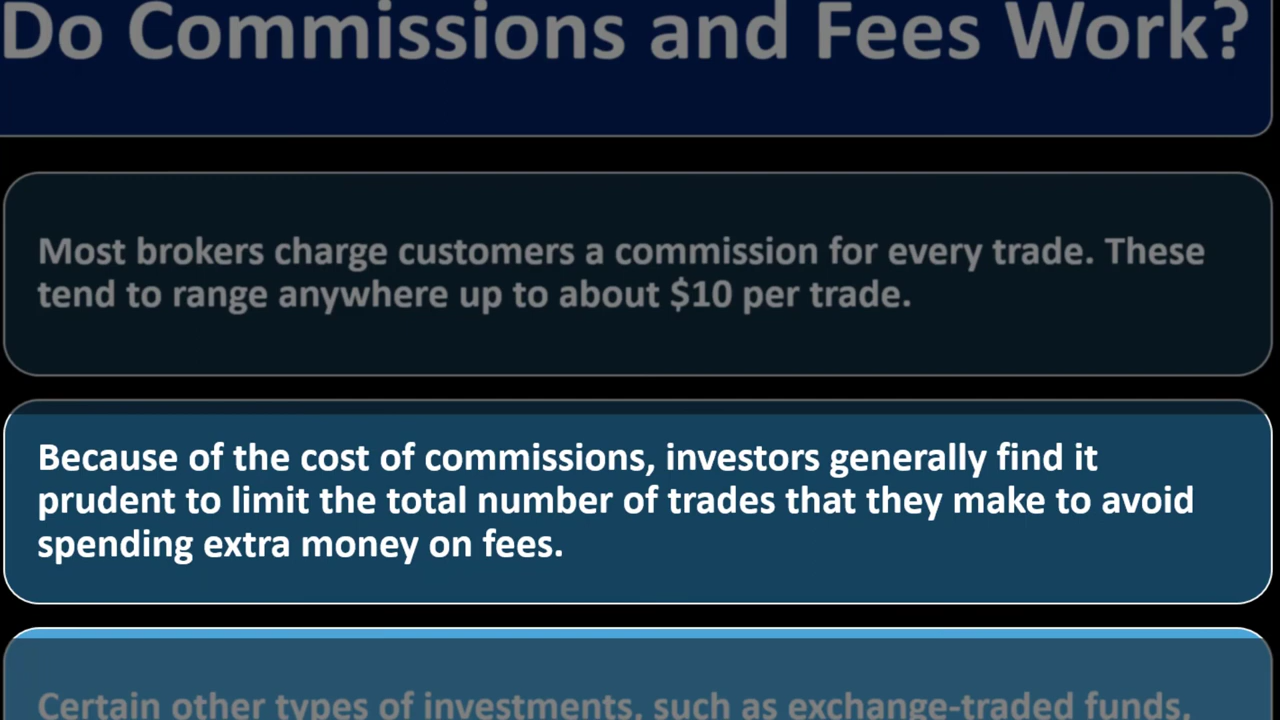 Do Commissions and Fees Work?
Most brokers charge customers a commission for every trade. These
tend to range anywhere up to about $10 per trade.
Because of the cost of commissions, investors generally find it
prudent to limit the total number of trades that they make to avoid
spending extra money on fees.
Certain other types of investments, such as exchange-traded funds,